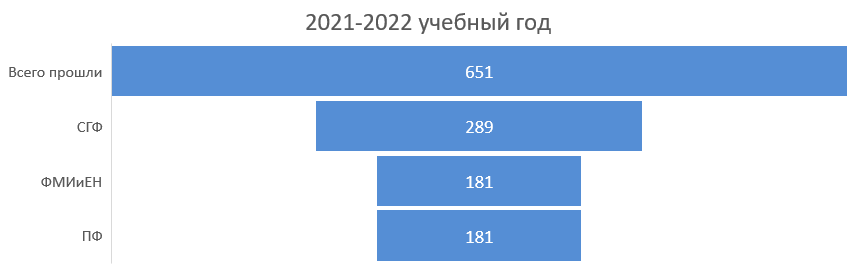 2021-2022 учебный год
Всего прошли 651
СГФ 289
ФМИиЕН 181
ПФ 181